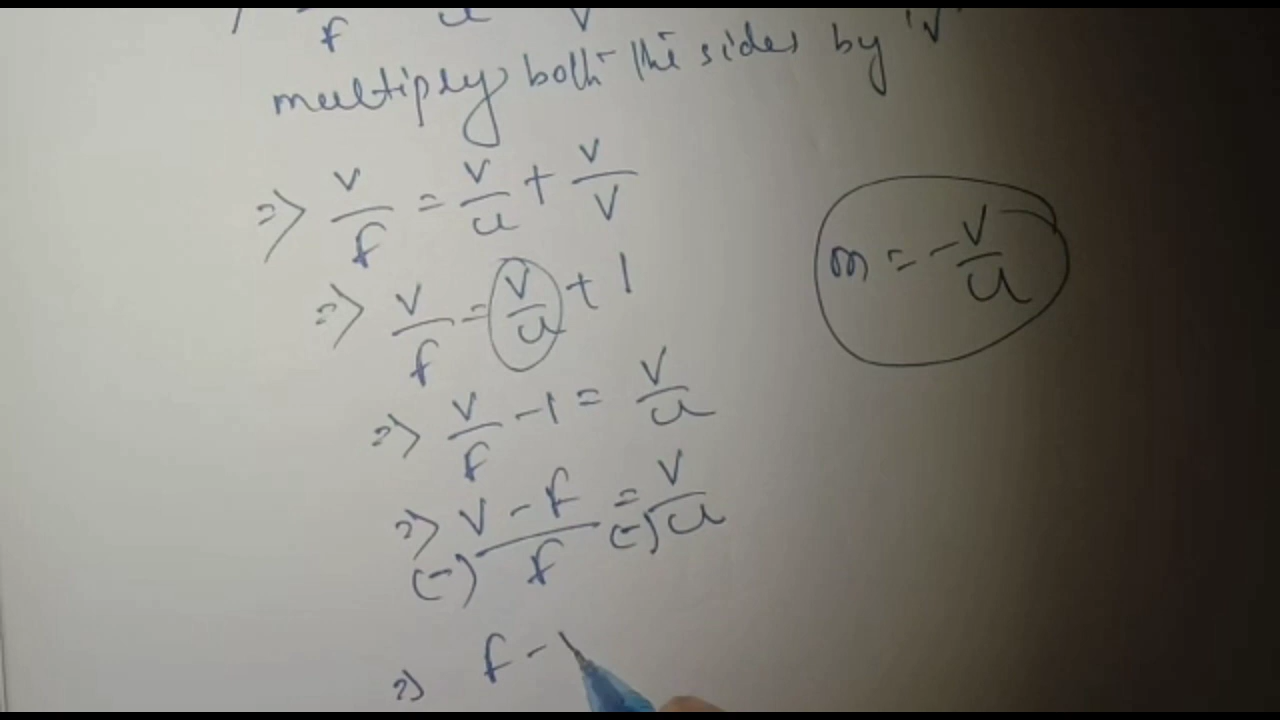 f u v
multiply both the sides by 'v'
=> v/f = v/u + v/v
=> v/f = v/u + 1
m = -v/u
=> v/f - 1 = v/u
=> (-) v-f/f = (-) v/u
=> f -